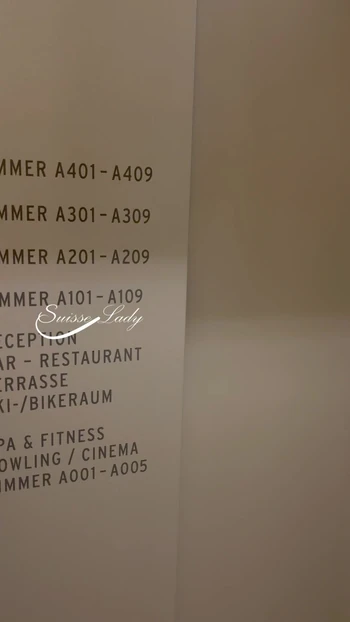 MMER A401-A409
MMER A301-A309
MMER A201-A209
MMER A101-A109
Suisse Lady
ECEPTION
AR - RESTAURANT
ERRASSE
KI-/BIKERAUM
PA & FITNESS
OWLING / CINEMA
IMMER A001-A005